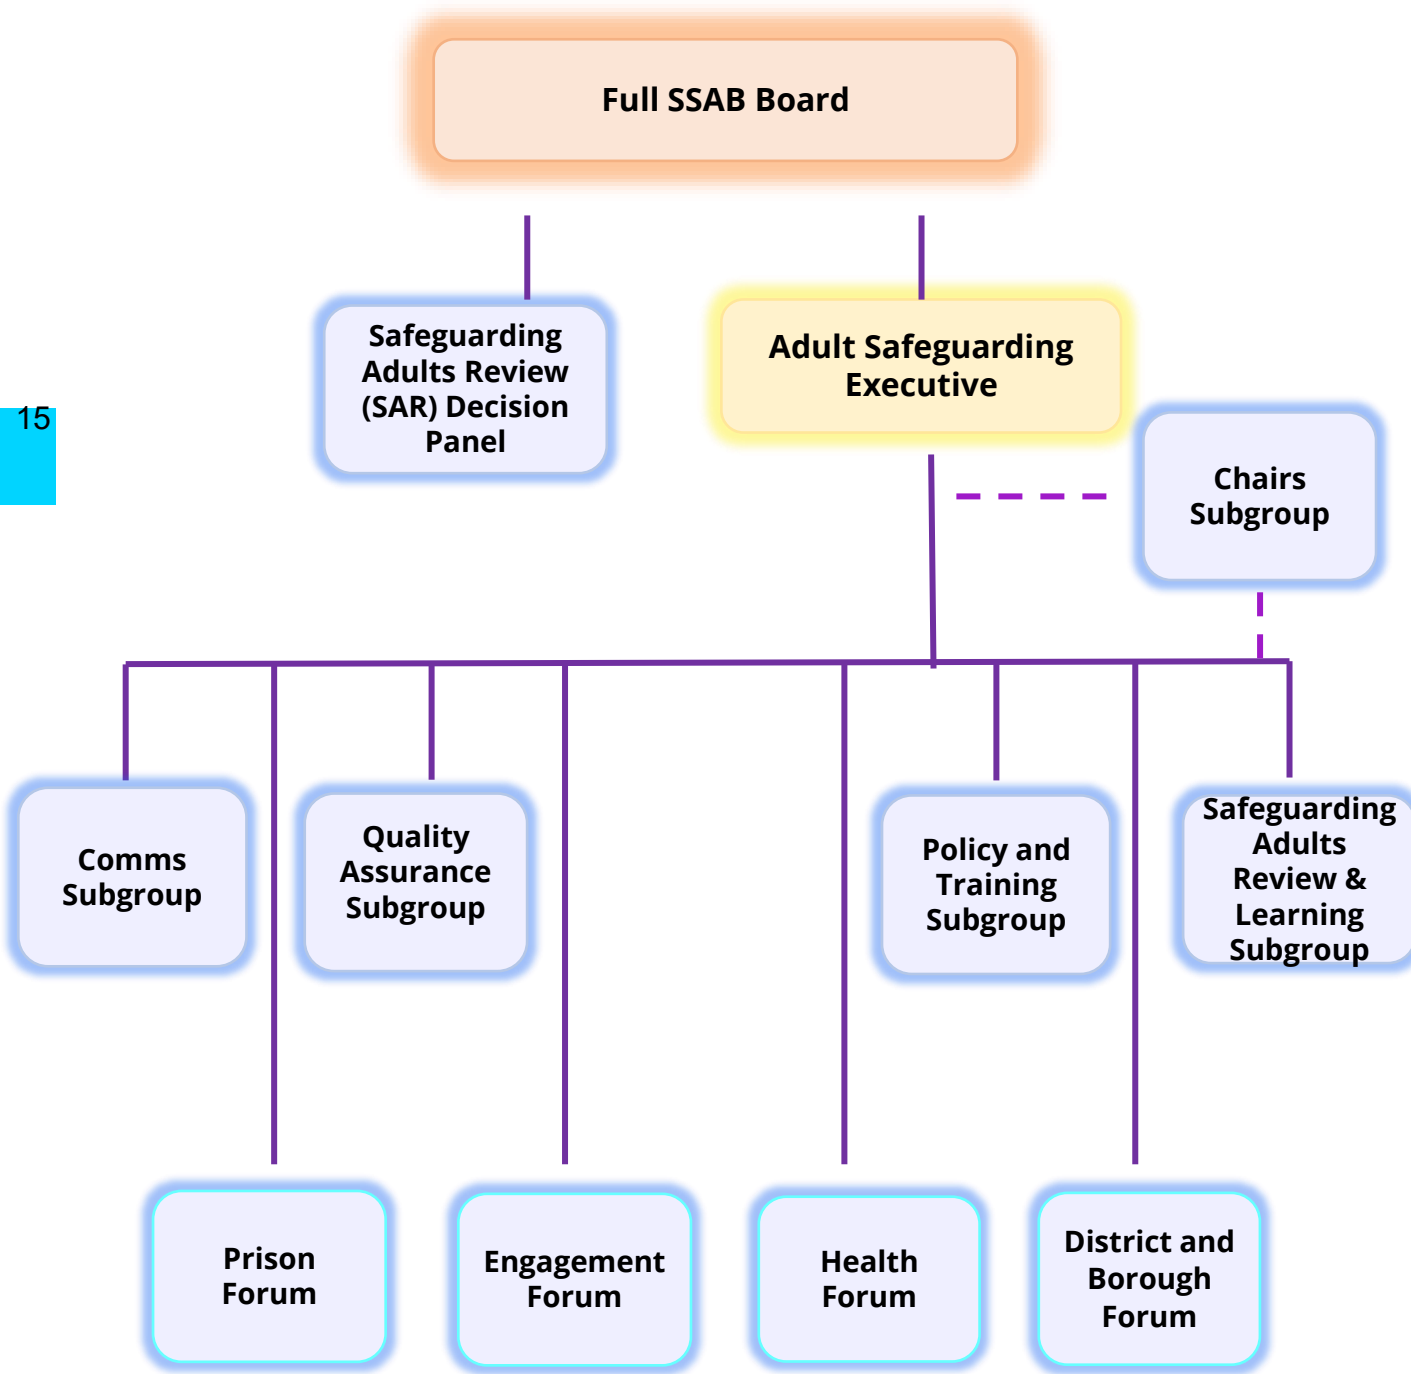 Full SSAB Board
Safeguarding
Adults Review
(SAR) Decision
Panel
Adult Safeguarding
Executive
15
Chairs
Subgroup
Comms
Subgroup
Quality
Assurance
Subgroup
Policy and
Training
Subgroup
Safeguarding
Adults
Review &
Learning
Subgroup
Prison
Forum
Engagement
Forum
Health
Forum
District and
Borough
Forum